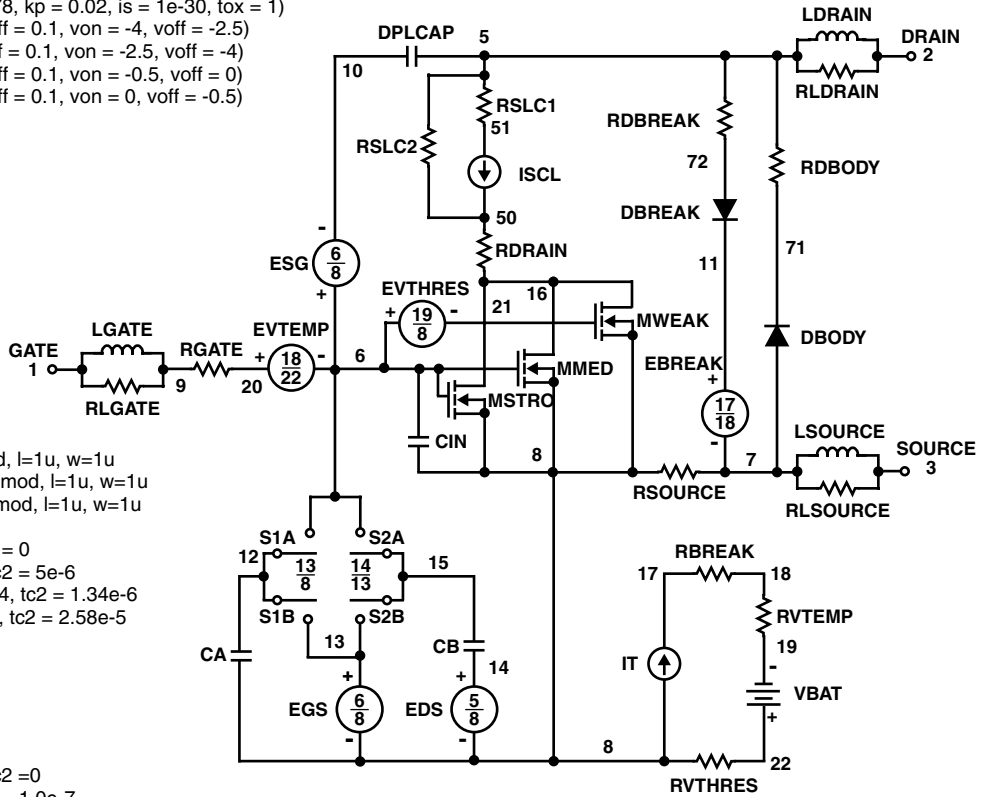 78, kp = 0.02, is = 1e-30, tox = 1)
ff = 0.1, von = -4, voff = -2.5)
f = 0.1, von = -2.5, voff = -4)
ff = 0.1, von = -0.5, voff = 0)
ff = 0.1, von = 0, voff = -0.5)
DPLCAP
5
10
LDRAIN
DRAIN
2
RLDRAIN
RSLC1
51
RSLC2
ISCL
50
RDRAIN
RDBREAK
72
RDBODY
DBREAK
71
11
-
ESG
6
8
+
EVTHRES
+
19
8
-
16
21
MWEAK
LGATE
GATE
1
RLGATE
9
RGATE
20
EVTEMP
+
18
22
-
6
MMED
MSTRO
EBREAK
+
17
18
-
DBODY
CIN
8
RSOURCE
7
LSOURCE
SOURCE
3
RLSOURCE
d, l=1u, w=1u
mod, l=1u, w=1u
mod, l=1u, w=1u
= 0
c2 = 5e-6
4, tc2 = 1.34e-6
, tc2 = 2.58e-5
S1A
S2A
12
13
8
14
13
15
S1B
S2B
13
CA
CB
14
+
EGS
6
8
-
+
EDS
5
8
-
8
RBREAK
17
18
RVTEMP
19
IT
-
VBAT
+
22
RVTHRES
c2 =0